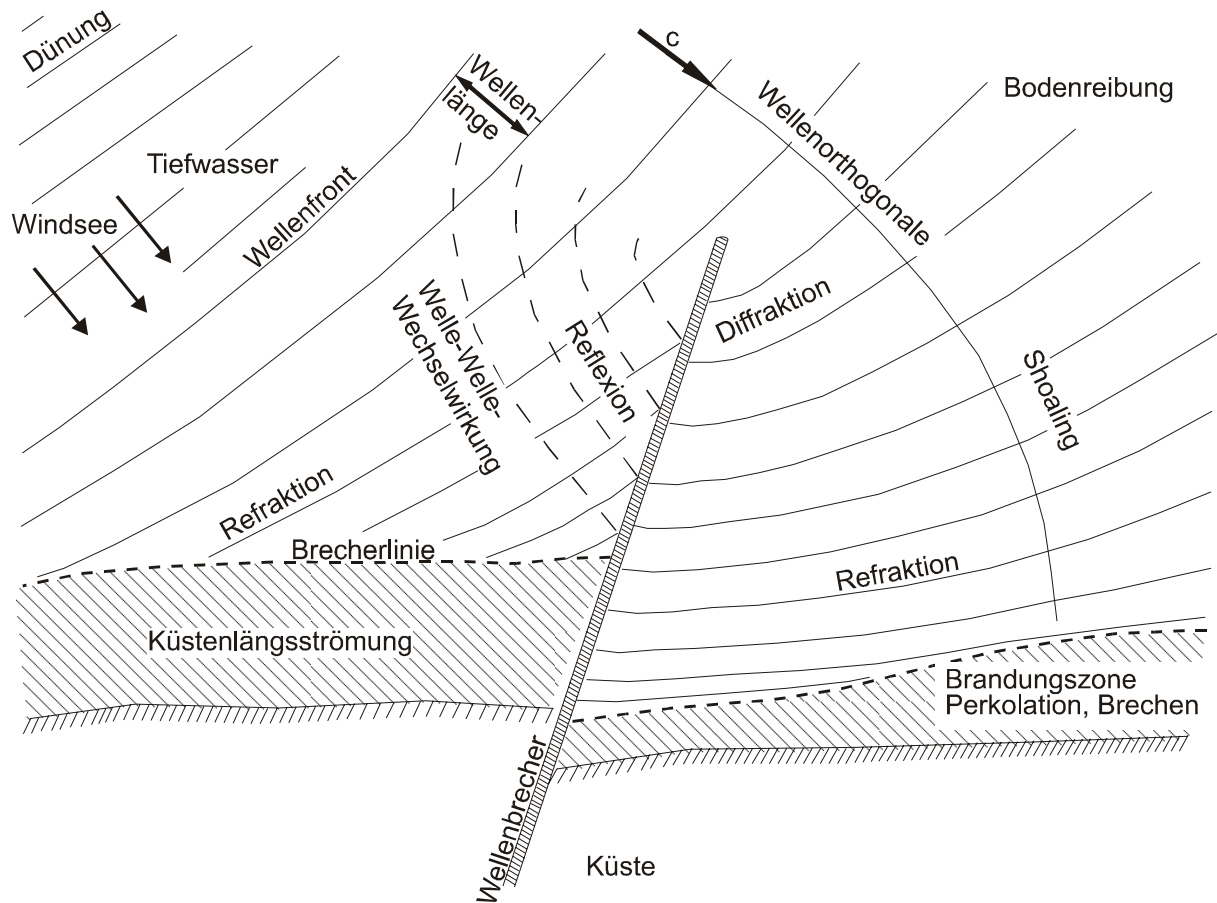 Dünung
c
Wellen-
länge
Bodenreibung
Wellenorthogonale
Tiefwasser
Windsee
Wellenfront
Diffraktion
Welle-Welle-
Wechselwirkung
Reflexion
Shoaling
Refraktion
Brecherlinie
Refraktion
Küstenlängsströmung
Brandungszone
Perkolation, Brechen
Wellenbrecher
Küste